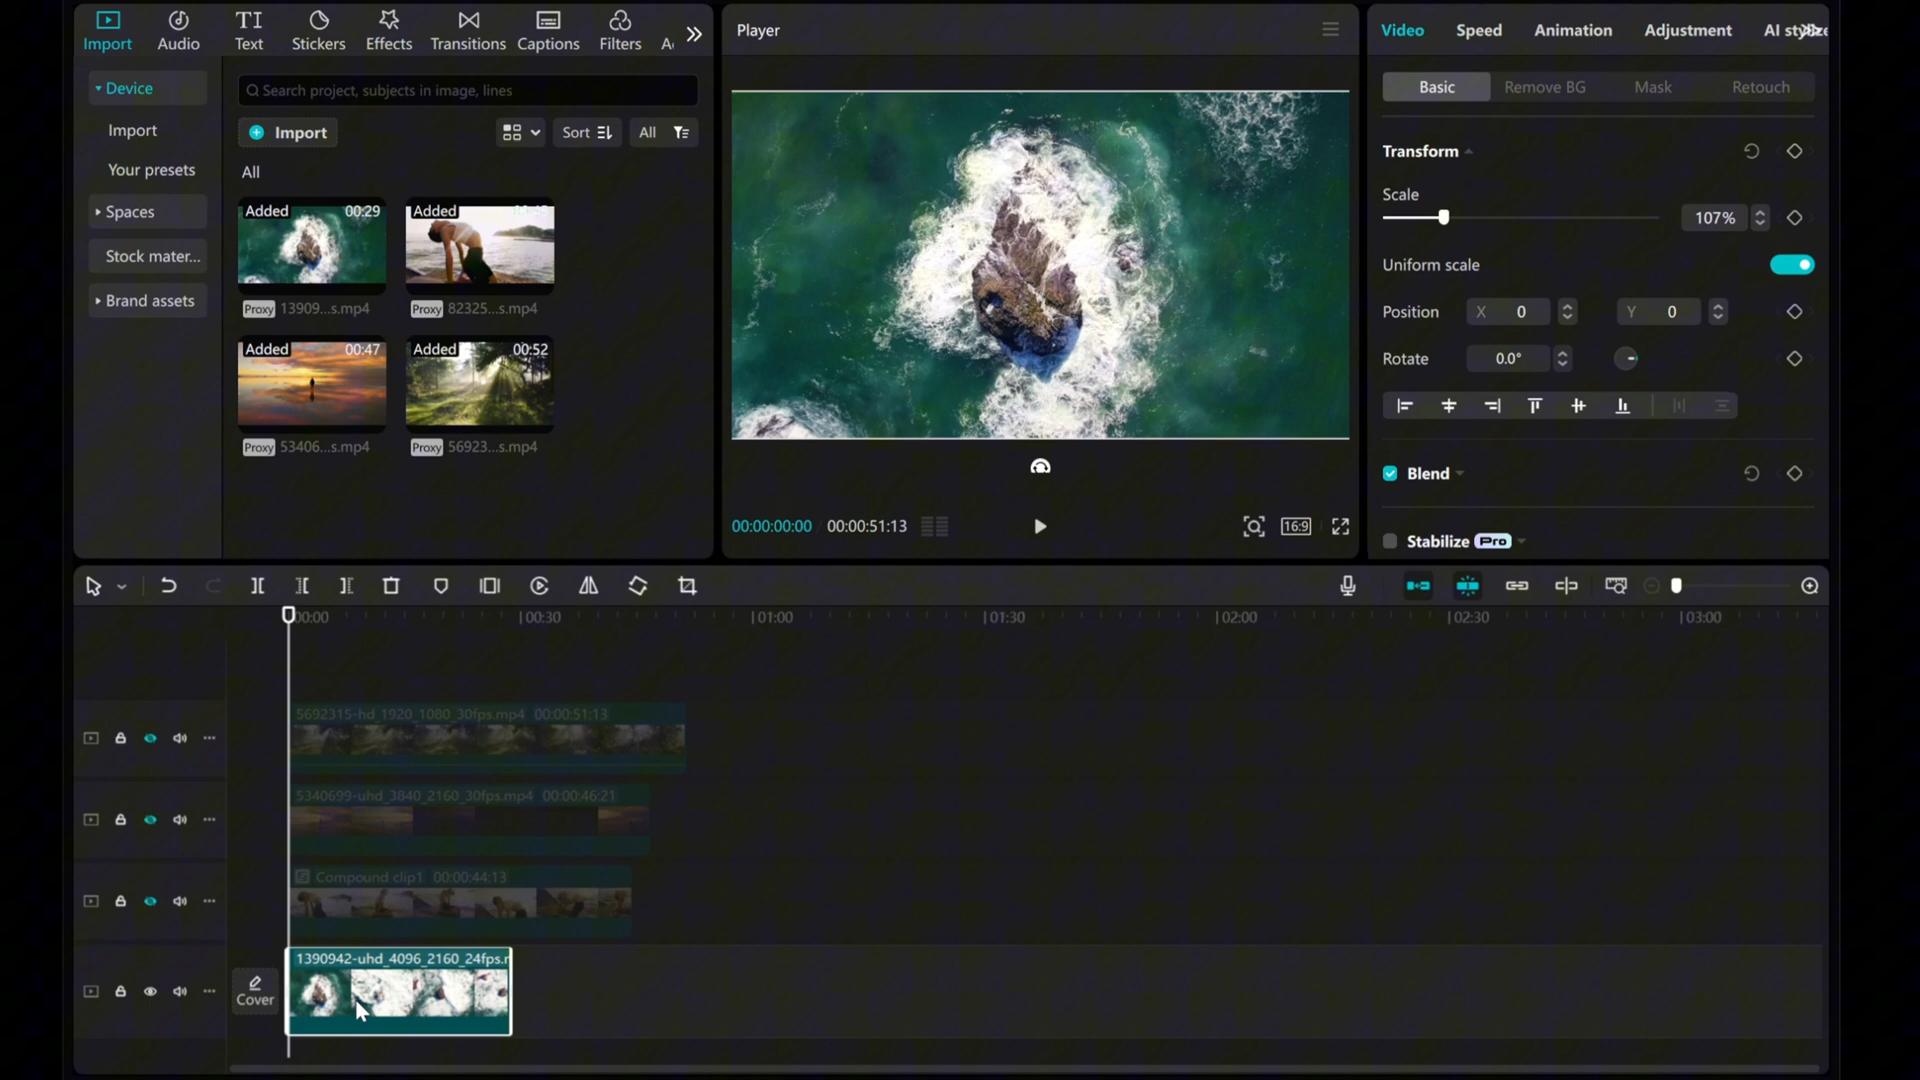 Import
Audio
TI
Text
Stickers
Effects
Transitions
Captions
Filters
Device
Import
Your presets
Spaces
Stock mater...
Brand assets
Search project, subjects in image, lines
Import
Sort
All
All
Added 00:29
Added
Proxy 13909...s.mp4
Proxy 82325...s.mp4
Added 00:47
Added 00:52
Proxy 53406...s.mp4
Proxy 56923...s.mp4
Player
00:00:00:00 00:00:51:13
16:9
Video Speed Animation Adjustment AI
Basic Remove BG Mask Retouch
Transform
Scale
107%
Uniform scale
Position X 0 Y 0
Rotate 0.0°
Blend
Stabilize Pro
00:00 00:30 01:00 01:30 02:00 02:30 03:00
5692315-hd_1920_1080_30fps.mp4 00:00:51:13
5340699-uhd_3840_2160_30fps.mp4 00:00:46:21
Compound clip1 00:00:44:13
Cover
1390942-uhd_4096_2160_24fps.